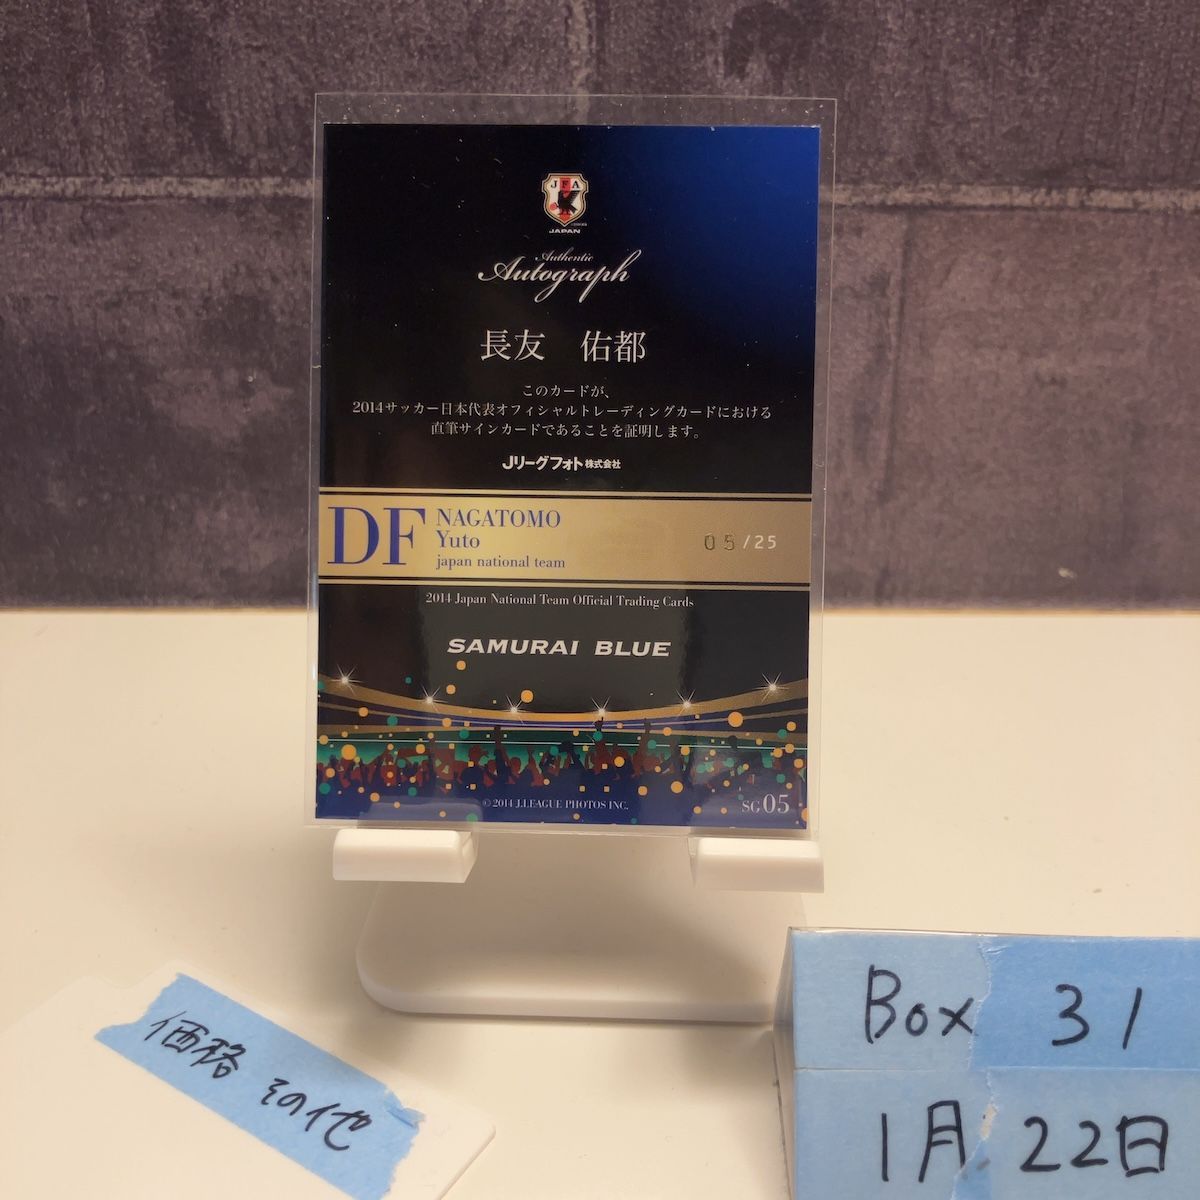 JFA
JAPAN
Authentic
Autograph
長友 佑都
このカードが、
2014サッカー日本代表オフィシャルトレーディングカードにおける
直筆サインカードであることを証明します。
Jリーグフォト株式会社
DF
NAGATOMO
Yuto
japan national team
05/25
2014 Japan National Team Official Trading Cards
SAMURAI BLUE
© 2014 J.LEAGUE PHOTOS INC.
SG 05
価格 その他
Box 31
1月22日